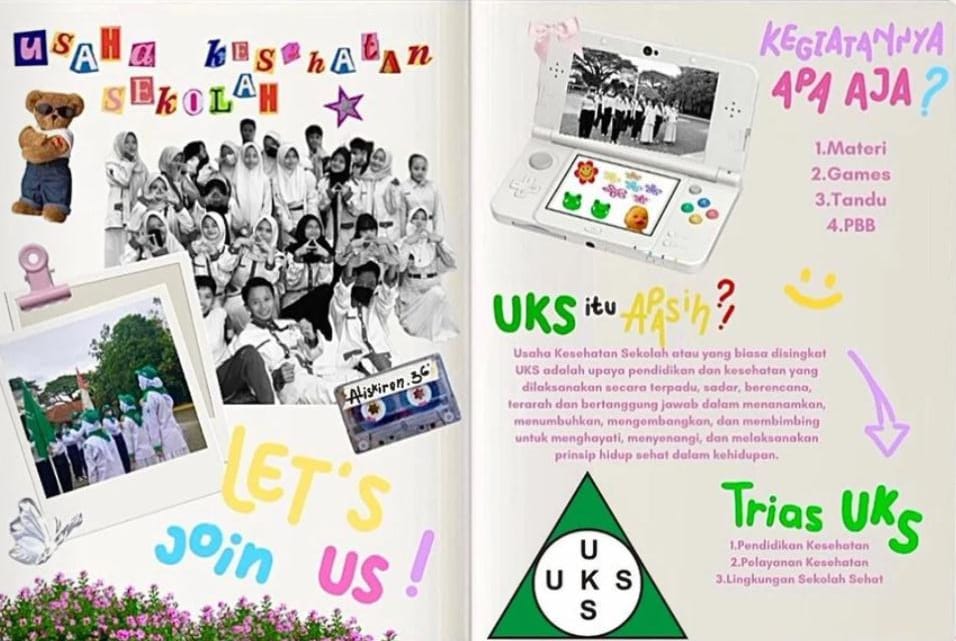 USAHA KESEHATAN
SEKOLAH
Aliskiren.36
LET'S
JOIN US!
KEGIATANNYA
APA AJA?
1.Materi
2.Games
3.Tandu
4.PBB
UKS itu APASIH?
Usaha Kesehatan Sekolah atau yang biasa disingkat
UKS adalah upaya pendidikan dan kesehatan yang
dilaksanakan secara terpadu, sadar, berencana,
terarah dan bertanggung jawab dalam menanamkan,
menumbuhkan, mengembangkan, dan membimbing
untuk menghayati, menyenangi, dan melaksanakan
prinsip hidup sehat dalam kehidupan.
Trias UKS
1.Pendidikan Kesehatan
2.Pelayanan Kesehatan
3.Lingkungan Sekolah Sehat
U
U K S
S